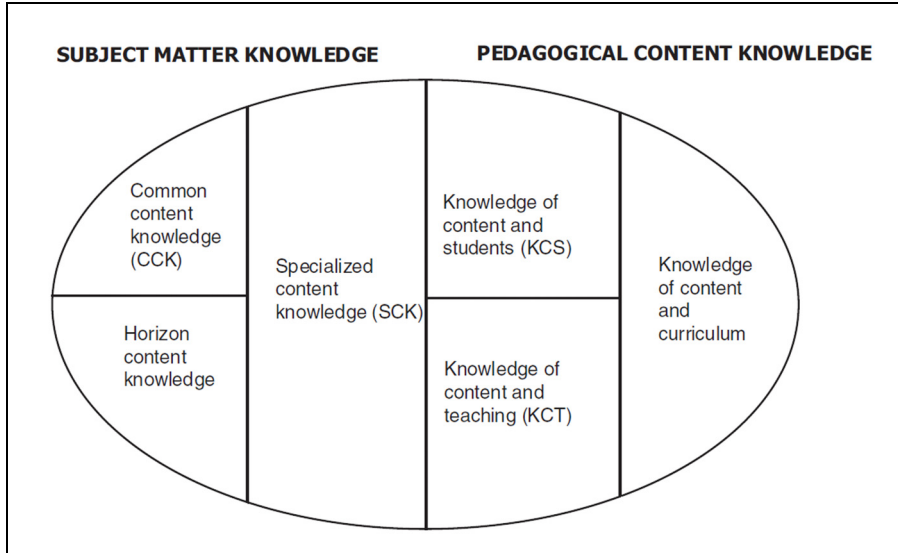 SUBJECT MATTER KNOWLEDGE
PEDAGOGICAL CONTENT KNOWLEDGE
Common
content
knowledge
(CCK)
Horizon
content
knowledge
Specialized
content
knowledge (SCK)
Knowledge of
content and
students (KCS)
Knowledge of
content and
teaching (KCT)
Knowledge
of content
and
curriculum